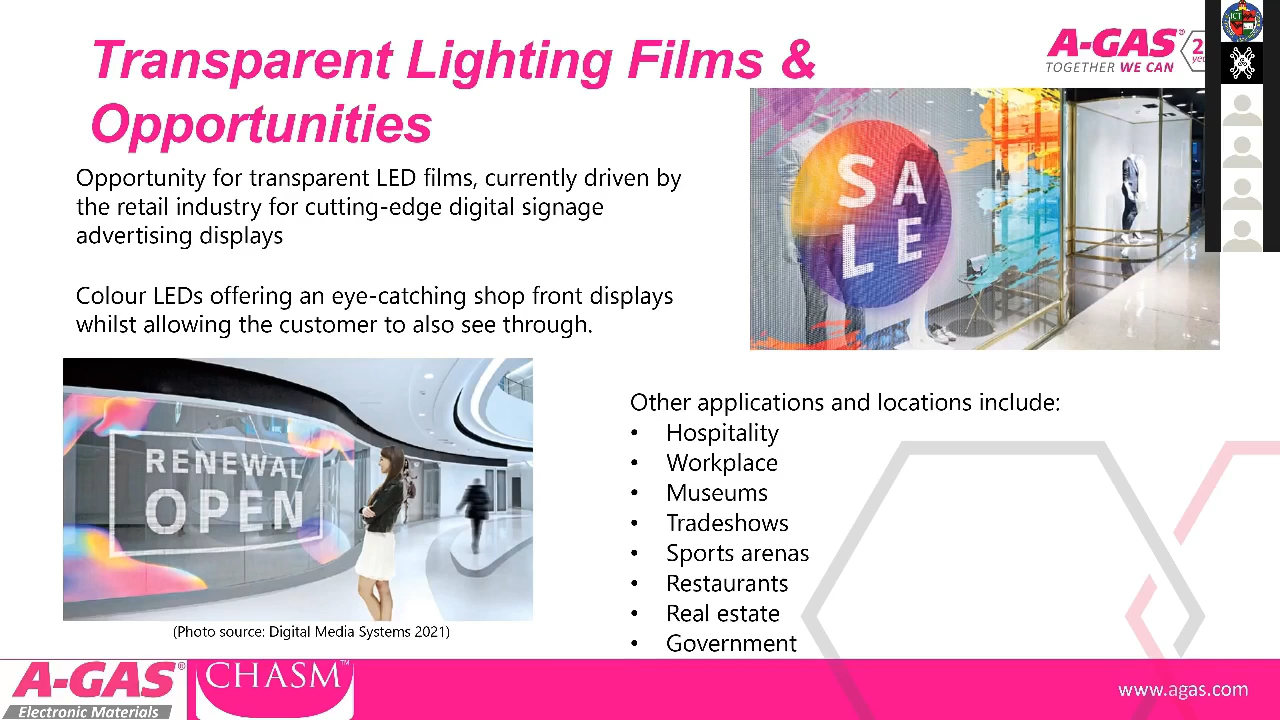 Transparent Lighting Films &
Opportunities
A-GAS®
TOGETHER WE CAN
Opportunity for transparent LED films, currently driven by
the retail industry for cutting-edge digital signage
advertising displays
Colour LEDs offering an eye-catching shop front displays
whilst allowing the customer to also see through.
SA
LE
RENEWAL
OPEN
(Photo source: Digital Media Systems 2021)
Other applications and locations include:
• Hospitality
• Workplace
• Museums
• Tradeshows
• Sports arenas
• Restaurants
• Real estate
• Government
A-GAS®
Electronic Materials
CHASM™
www.agas.com